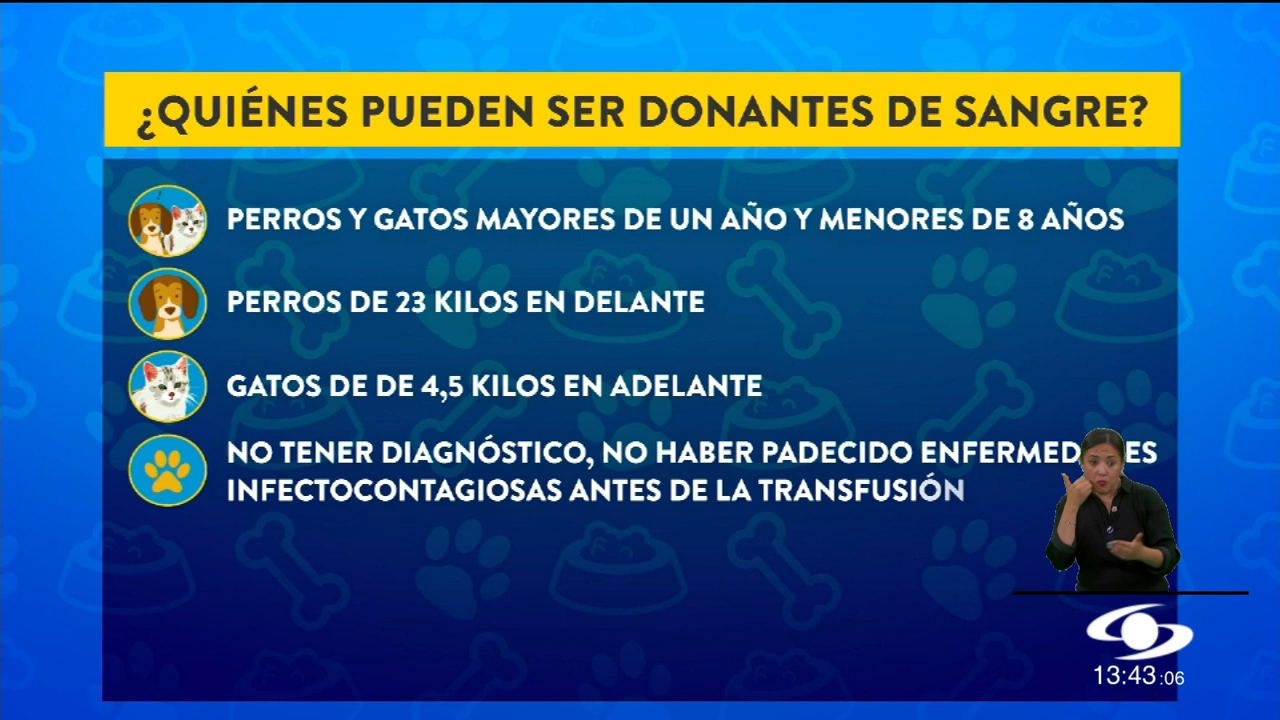 ¿QUIÉNES PUEDEN SER DONANTES DE SANGRE?
PERROS Y GATOS MAYORES DE UN AÑO Y MENORES DE 8 AÑOS
PERROS DE 23 KILOS EN DELANTE
GATOS DE DE 4,5 KILOS EN ADELANTE
NO TENER DIAGNÓSTICO, NO HABER PADECIDO ENFERMEDADES
INFECTOCONTAGIOSAS ANTES DE LA TRANSFUSIÓN
13:43:06